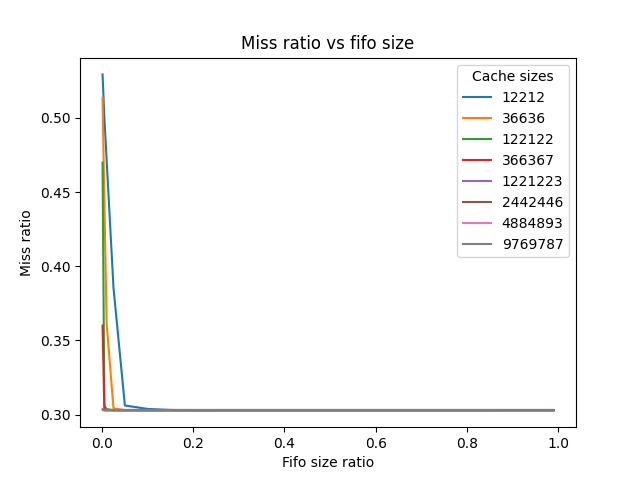 Miss ratio vs fifo size
Cache sizes
12212
36636
122122
366367
1221223
2442446
4884893
9769787
Miss ratio
0.50
0.45
0.40
0.35
0.30
0.0 0.2 0.4 0.6 0.8 1.0
Fifo size ratio